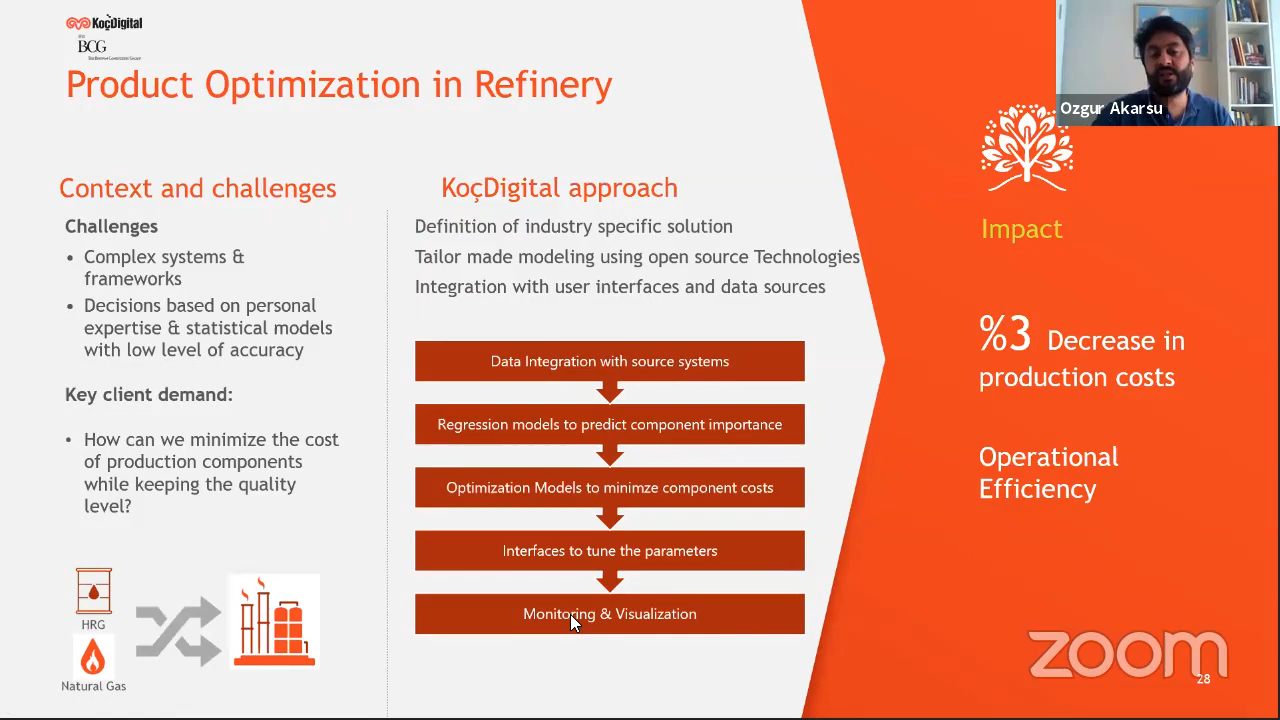 KoçDigital
BCG
Product Optimization in Refinery
Ozgur Akarsu
Context and challenges
Challenges
• Complex systems &
frameworks
• Decisions based on personal
expertise & statistical models
with low level of accuracy
Key client demand:
• How can we minimize the cost
of production components
while keeping the quality
level?
HRG
Natural Gas
KoçDigital approach
Definition of industry specific solution
Tailor made modeling using open source Technologies
Integration with user interfaces and data sources
Data Integration with source systems
Regression models to predict component importance
Optimization Models to minimze component costs
Interfaces to tune the parameters
Monitoring & Visualization
Impact
%3 Decrease in
production costs
Operational
Efficiency
zoom
28